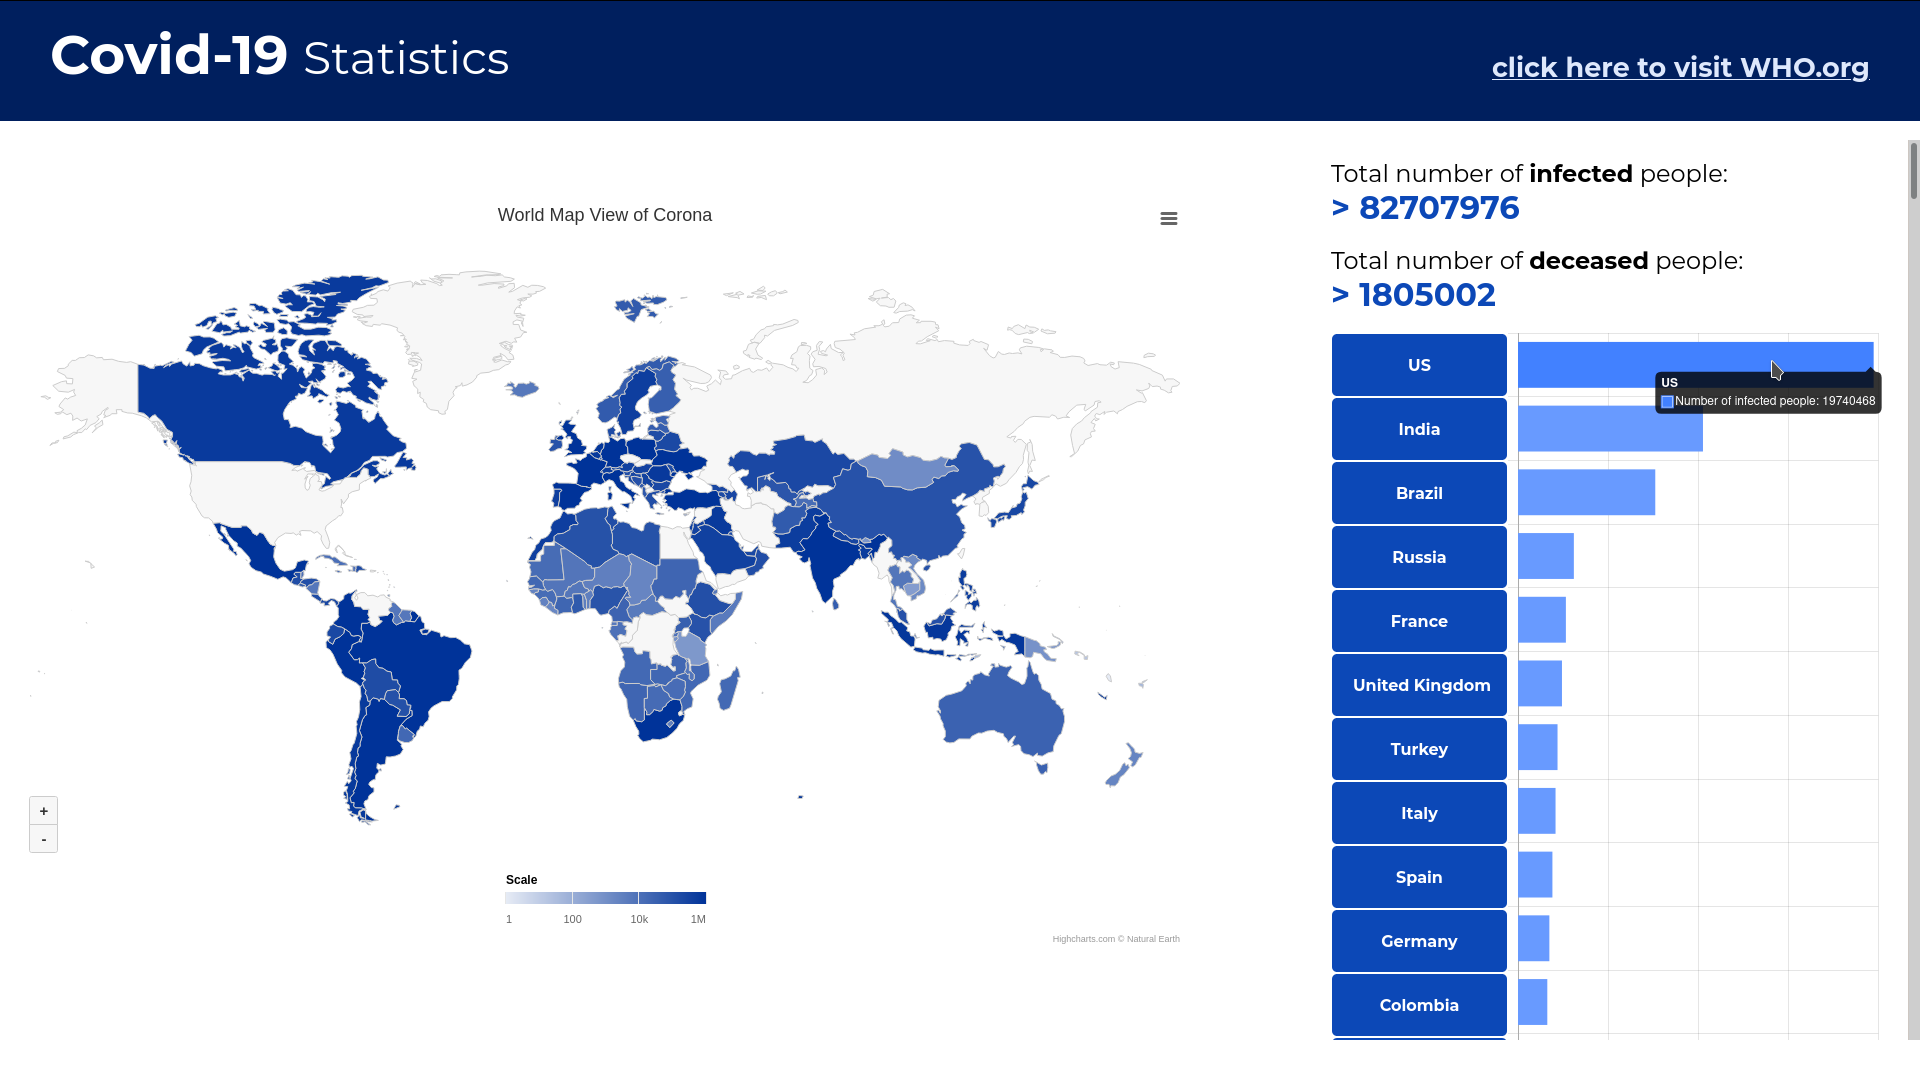 Covid-19 Statistics
click here to visit WHO.org
World Map View of Corona
+
-
Scale
1 100 10k 1M
Highcharts.com © Natural Earth
Total number of infected people:
> 82707976
Total number of deceased people:
> 1805002
US
US
Number of infected people: 19740468
India
Brazil
Russia
France
United Kingdom
Turkey
Italy
Spain
Germany
Colombia